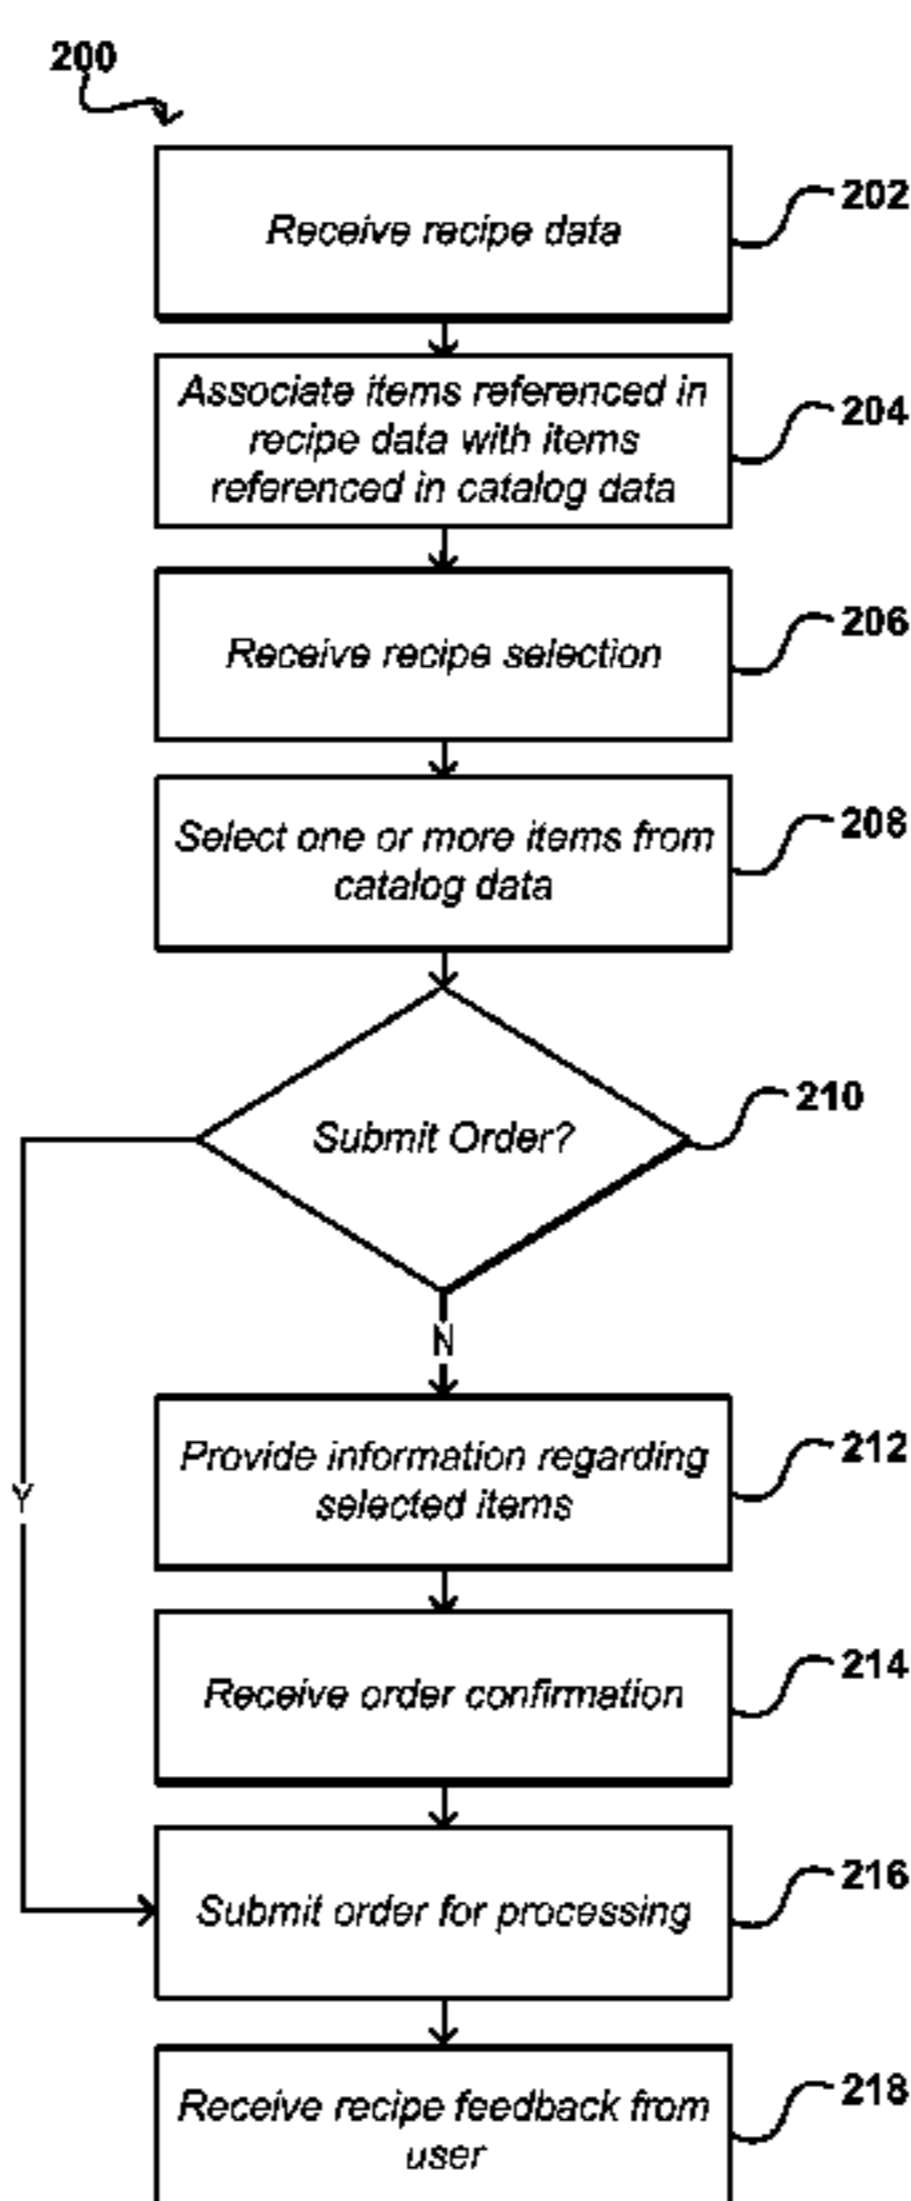 200
Receive recipe data
202
Associate items referenced in
recipe data with items
referenced in catalog data
204
Receive recipe selection
206
Select one or more items from
catalog data
208
Submit Order?
210
N
Y
Provide information regarding
selected items
212
Receive order confirmation
214
Submit order for processing
216
Receive recipe feedback from
user
218